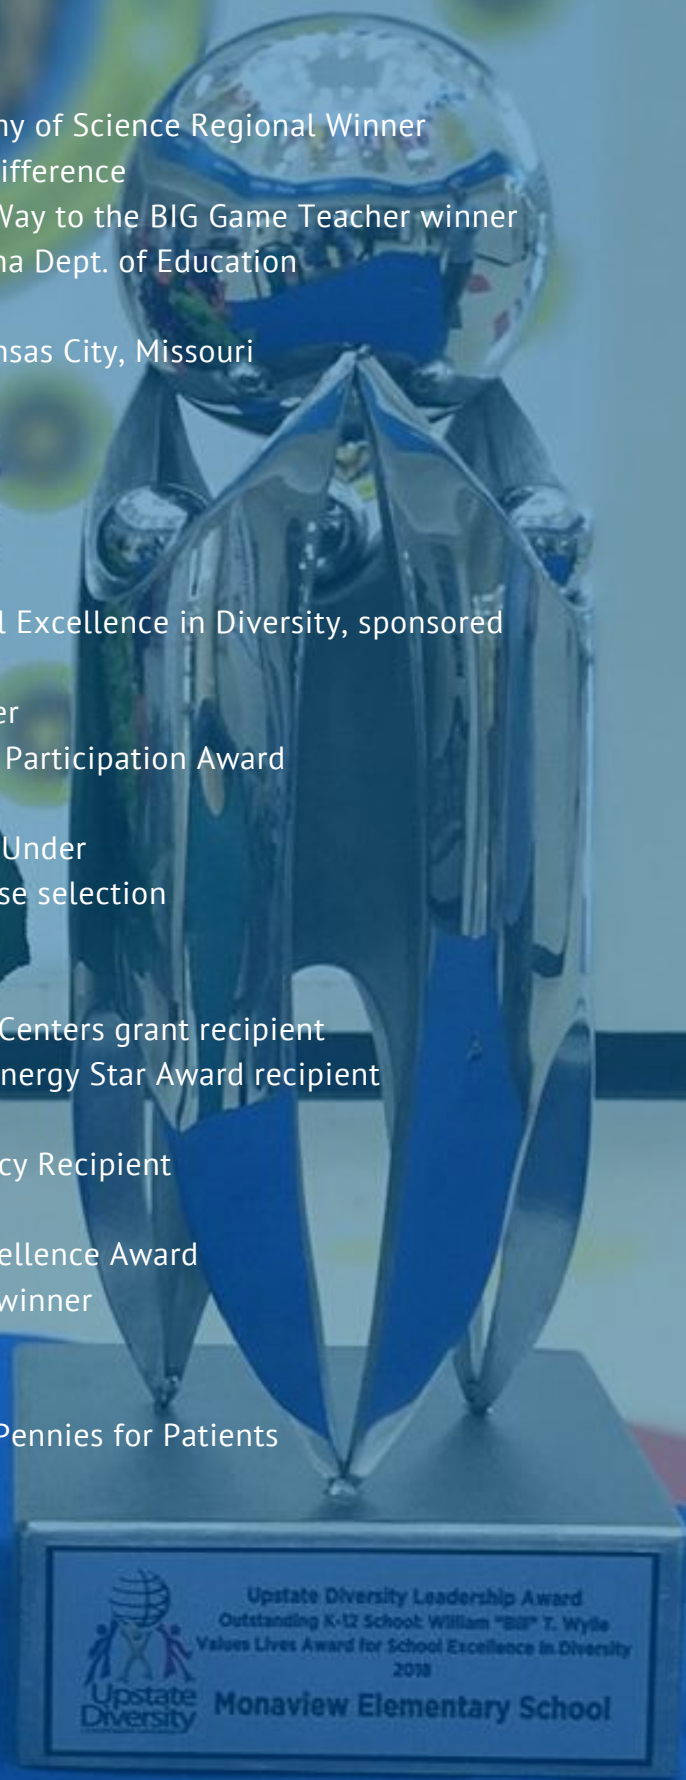 ny of Science Regional Winner
ifference
Way to the BIG Game Teacher winner
na Dept. of Education
nsas City, Missouri
l Excellence in Diversity, sponsored
er
Participation Award
Under
se selection
Centers grant recipient
nergy Star Award recipient
cy Recipient
ellence Award
winner
Pennies for Patients
Upstate Diversity Leadership Award
Outstanding K-12 School: William "Bill" T. Wylie
Values Lives Award for School Excellence in Diversity
2018
Monaview Elementary School
Upstate
Diversity